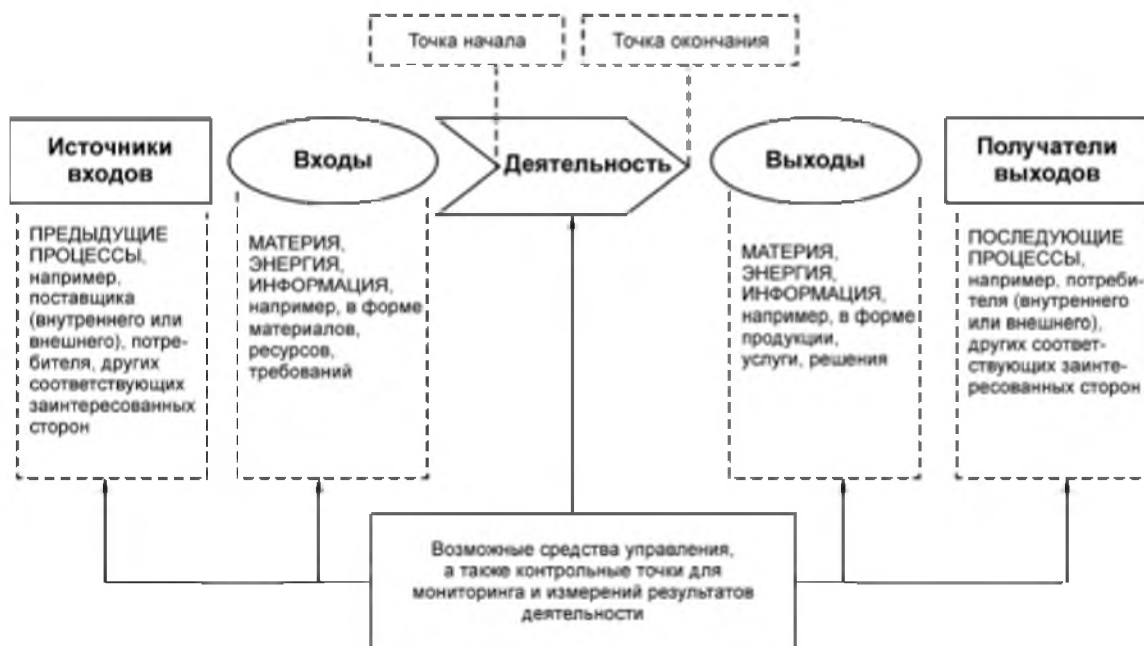 Точка начала
Точка окончания
Источники
входов
Входы
Деятельность
Выходы
Получатели
выходов
ПРЕДЫДУЩИЕ
ПРОЦЕССЫ,
например,
поставщика
(внутреннего или
внешнего), потре-
бителя, других
соответствующих
заинтересованных
сторон
МАТЕРИЯ,
ЭНЕРГИЯ,
ИНФОРМАЦИЯ,
например, в форме
материалов,
ресурсов,
требований
МАТЕРИЯ,
ЭНЕРГИЯ,
ИНФОРМАЦИЯ,
например, в форме
продукции,
услуги, решения
ПОСЛЕДУЮЩИЕ
ПРОЦЕССЫ,
например, потреби-
теля (внутреннего
или внешнего),
других соответ-
ствующих заинте-
ресованных сторон
Возможные средства управления,
а также контрольные точки для
мониторинга и измерений результатов
деятельности